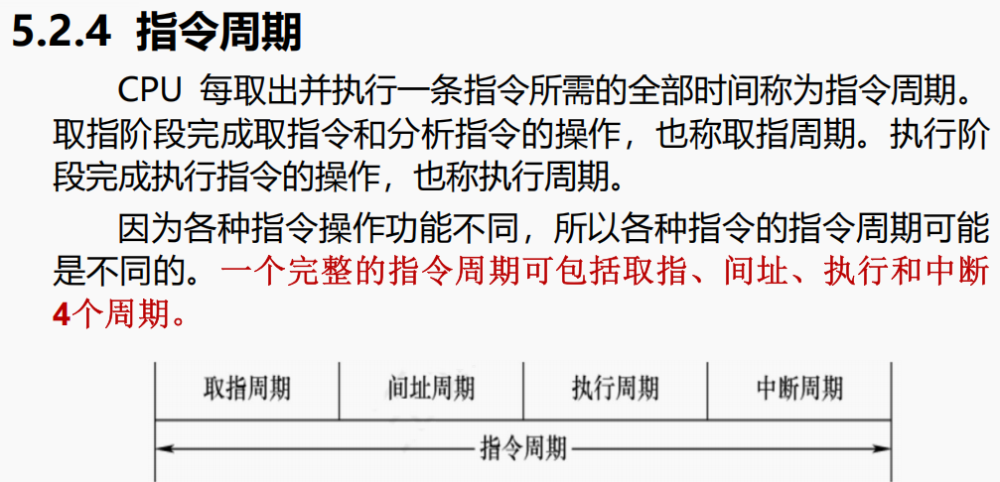 5.2.4 指令周期
CPU 每取出并执行一条指令所需的全部时间称为指令周期。
取指阶段完成取指令和分析指令的操作，也称取指周期。执行阶
段完成执行指令的操作，也称执行周期。
因为各种指令操作功能不同，所以各种指令的指令周期可能
是不同的。一个完整的指令周期可包括取指、间址、执行和中断
4个周期。
取指周期 间址周期 执行周期 中断周期
指令周期